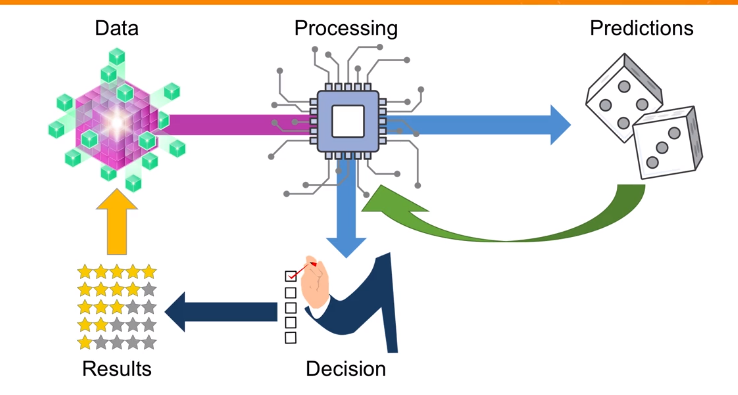 Data
Processing
Predictions
Results
Decision